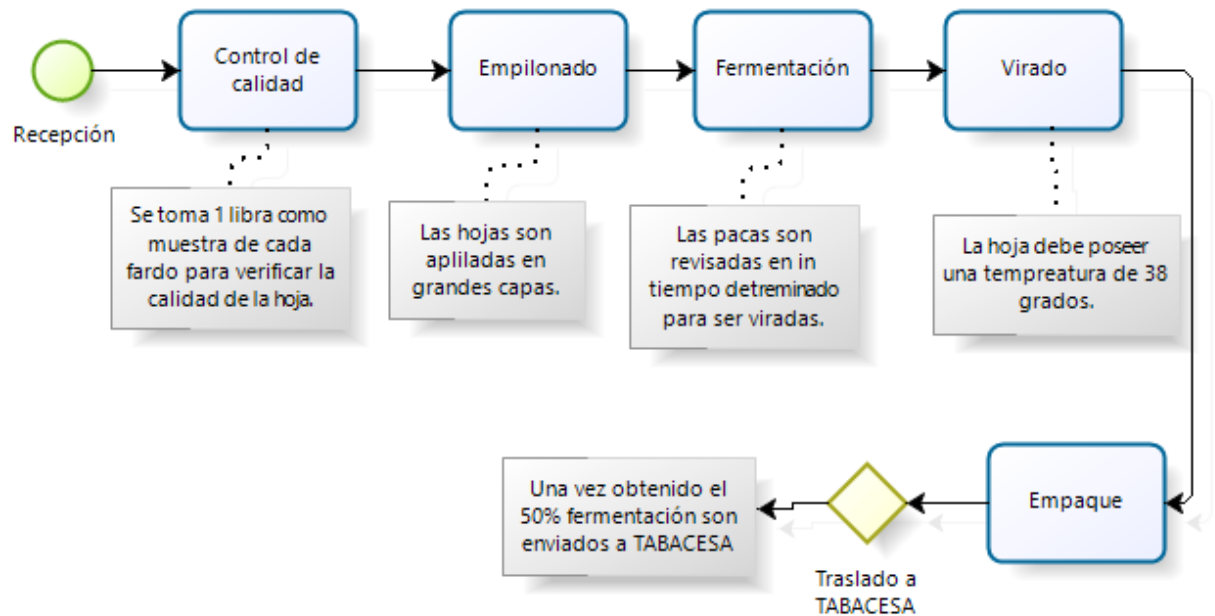 Control de
calidad
Empilonado
Fermentación
Virado
Recepción
Se toma 1 libra como
muestra de cada
fardo para verificar la
calidad de la hoja.
Las hojas son
apliladas en
grandes capas.
Las pacas son
revisadas en in
tiempo detreminado
para ser viradas.
La hoja debe poseer
una tempreatura de 38
grados.
Una vez obtenido el
50% fermentación son
enviados a TABACESA
Traslado a
TABACESA
Empaque